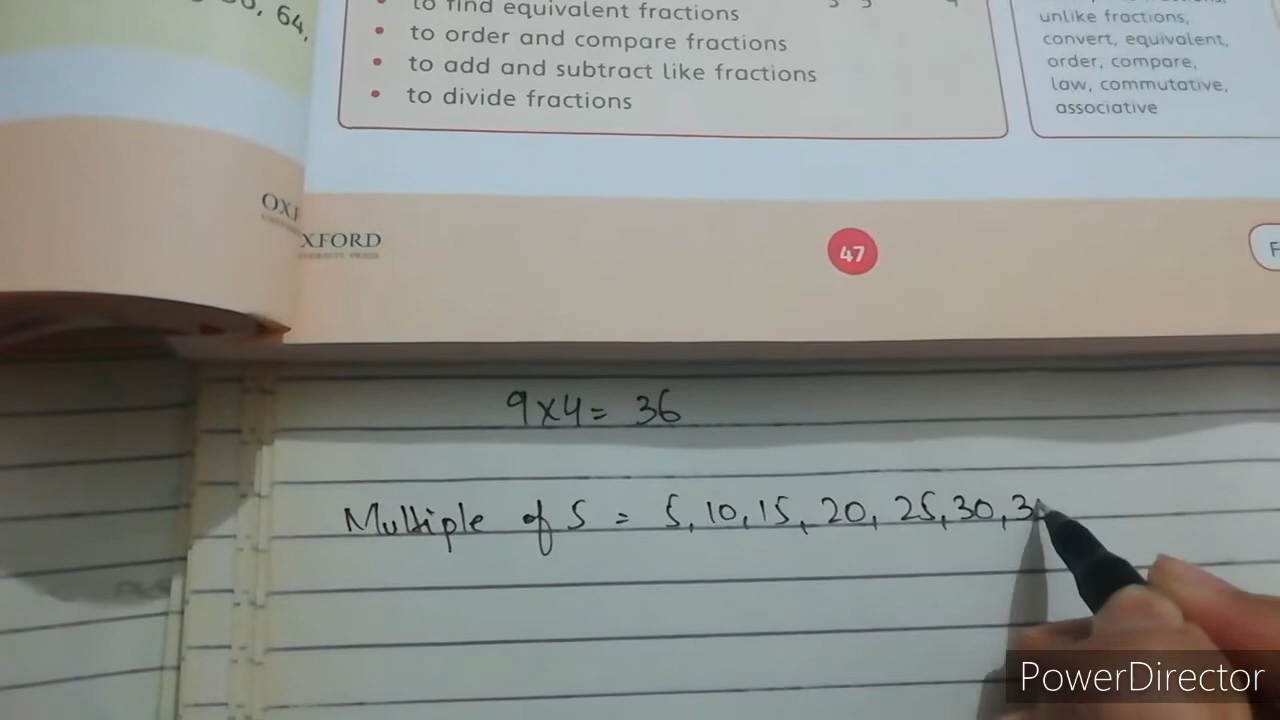 64,
to find equivalent fractions
• to order and compare fractions
• to add and subtract like fractions
• to divide fractions
unlike fractions,
convert, equivalent,
order, compare,
law, commutative,
associative
OXF
XFORD
47
F
9x4= 36
Multiple of 5 = 5, 10, 15, 20, 25, 30, 3
PowerDirector